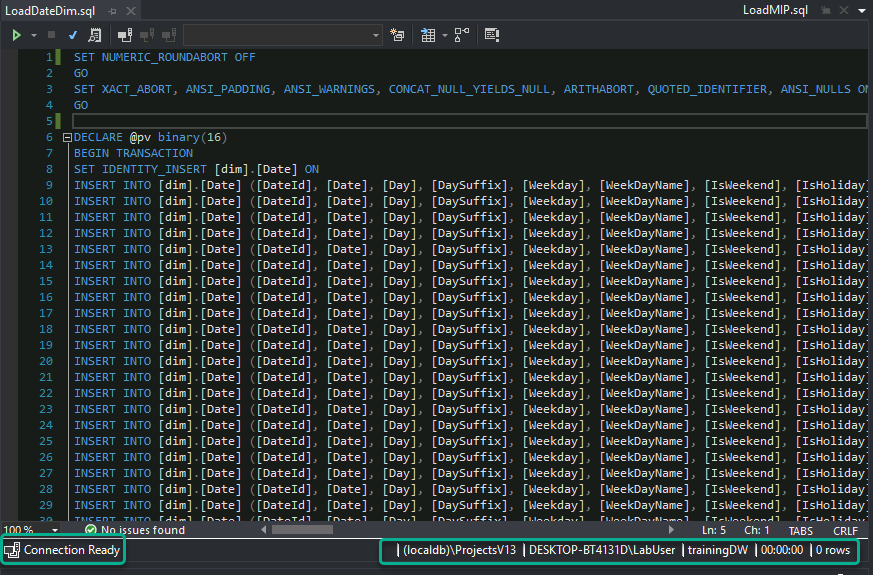 LoadDateDim.sql LoadMIP.sql
1 SET NUMERIC_ROUNDABORT OFF
2 GO
3 SET XACT_ABORT, ANSI_PADDING, ANSI_WARNINGS, CONCAT_NULL_YIELDS_NULL, ARITHABORT, QUOTED_IDENTIFIER, ANSI_NULLS ON
4 GO
5
6 DECLARE @pv binary(16)
7 BEGIN TRANSACTION
8 SET IDENTITY_INSERT [dim].[Date] ON
9 INSERT INTO [dim].[Date] ([DateId], [Date], [Day], [DaySuffix], [Weekday], [WeekDayName], [IsWeekend], [IsHoliday]
10 INSERT INTO [dim].[Date] ([DateId], [Date], [Day], [DaySuffix], [Weekday], [WeekDayName], [IsWeekend], [IsHoliday]
11 INSERT INTO [dim].[Date] ([DateId], [Date], [Day], [DaySuffix], [Weekday], [WeekDayName], [IsWeekend], [IsHoliday]
12 INSERT INTO [dim].[Date] ([DateId], [Date], [Day], [DaySuffix], [Weekday], [WeekDayName], [IsWeekend], [IsHoliday]
13 INSERT INTO [dim].[Date] ([DateId], [Date], [Day], [DaySuffix], [Weekday], [WeekDayName], [IsWeekend], [IsHoliday]
14 INSERT INTO [dim].[Date] ([DateId], [Date], [Day], [DaySuffix], [Weekday], [WeekDayName], [IsWeekend], [IsHoliday]
15 INSERT INTO [dim].[Date] ([DateId], [Date], [Day], [DaySuffix], [Weekday], [WeekDayName], [IsWeekend], [IsHoliday]
16 INSERT INTO [dim].[Date] ([DateId], [Date], [Day], [DaySuffix], [Weekday], [WeekDayName], [IsWeekend], [IsHoliday]
17 INSERT INTO [dim].[Date] ([DateId], [Date], [Day], [DaySuffix], [Weekday], [WeekDayName], [IsWeekend], [IsHoliday]
18 INSERT INTO [dim].[Date] ([DateId], [Date], [Day], [DaySuffix], [Weekday], [WeekDayName], [IsWeekend], [IsHoliday]
19 INSERT INTO [dim].[Date] ([DateId], [Date], [Day], [DaySuffix], [Weekday], [WeekDayName], [IsWeekend], [IsHoliday]
20 INSERT INTO [dim].[Date] ([DateId], [Date], [Day], [DaySuffix], [Weekday], [WeekDayName], [IsWeekend], [IsHoliday]
21 INSERT INTO [dim].[Date] ([DateId], [Date], [Day], [DaySuffix], [Weekday], [WeekDayName], [IsWeekend], [IsHoliday]
22 INSERT INTO [dim].[Date] ([DateId], [Date], [Day], [DaySuffix], [Weekday], [WeekDayName], [IsWeekend], [IsHoliday]
23 INSERT INTO [dim].[Date] ([DateId], [Date], [Day], [DaySuffix], [Weekday], [WeekDayName], [IsWeekend], [IsHoliday]
24 INSERT INTO [dim].[Date] ([DateId], [Date], [Day], [DaySuffix], [Weekday], [WeekDayName], [IsWeekend], [IsHoliday]
25 INSERT INTO [dim].[Date] ([DateId], [Date], [Day], [DaySuffix], [Weekday], [WeekDayName], [IsWeekend], [IsHoliday]
26 INSERT INTO [dim].[Date] ([DateId], [Date], [Day], [DaySuffix], [Weekday], [WeekDayName], [IsWeekend], [IsHoliday]
27 INSERT INTO [dim].[Date] ([DateId], [Date], [Day], [DaySuffix], [Weekday], [WeekDayName], [IsWeekend], [IsHoliday]
28 INSERT INTO [dim].[Date] ([DateId], [Date], [Day], [DaySuffix], [Weekday], [WeekDayName], [IsWeekend], [IsHoliday]
29 INSERT INTO [dim].[Date] ([DateId], [Date], [Day], [DaySuffix], [Weekday], [WeekDayName], [IsWeekend], [IsHoliday]
100 % No issues found Ln: 5 Ch: 1 TABS CRLF
Connection Ready | (localdb)\ProjectsV13 | DESKTOP-BT4131D\LabUser | trainingDW | 00:00:00 | 0 rows